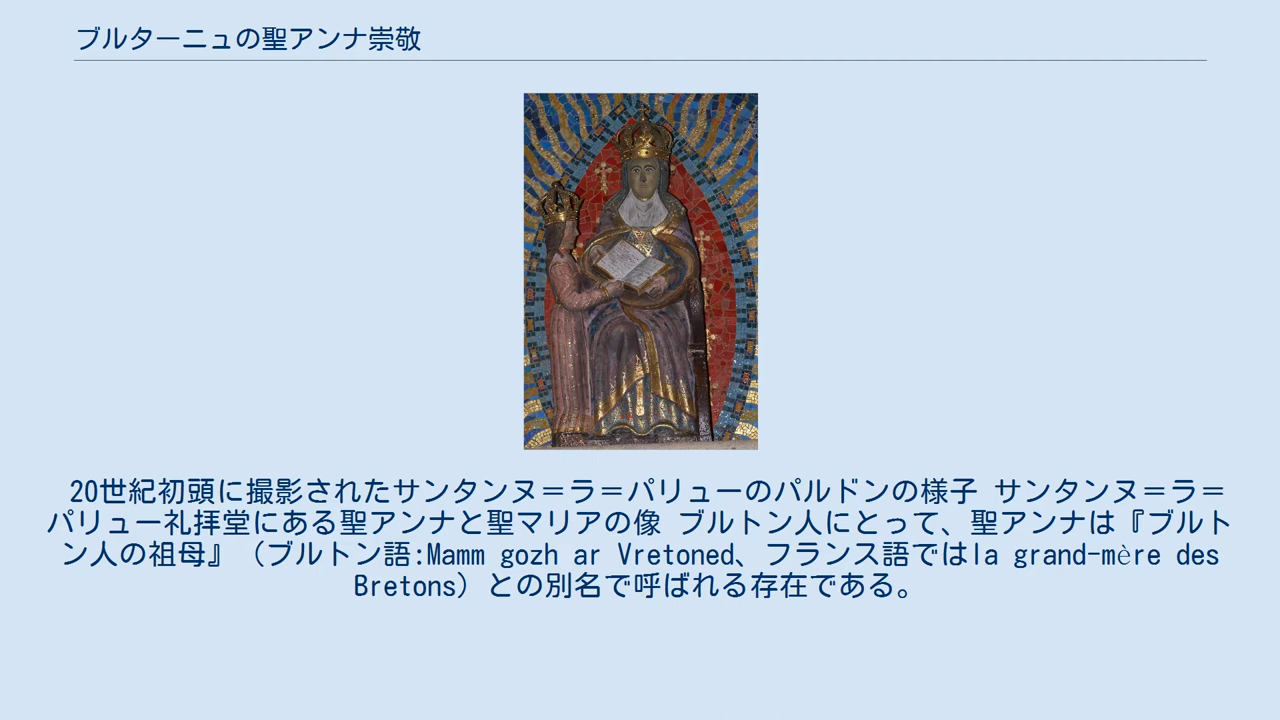 ブルターニュの聖アンナ崇敬
20世紀初頭に撮影されたサンタンヌ＝ラ＝パリューのパルドンの様子 サンタンヌ＝ラ＝
パリュー礼拝堂にある聖アンナと聖マリアの像 ブルトン人にとって、聖アンナは『ブルト
ン人の祖母』（ブルトン語:Mamm gozh ar Vretoned、フランス語ではla grand-mère des
Bretons）との別名で呼ばれる存在である。